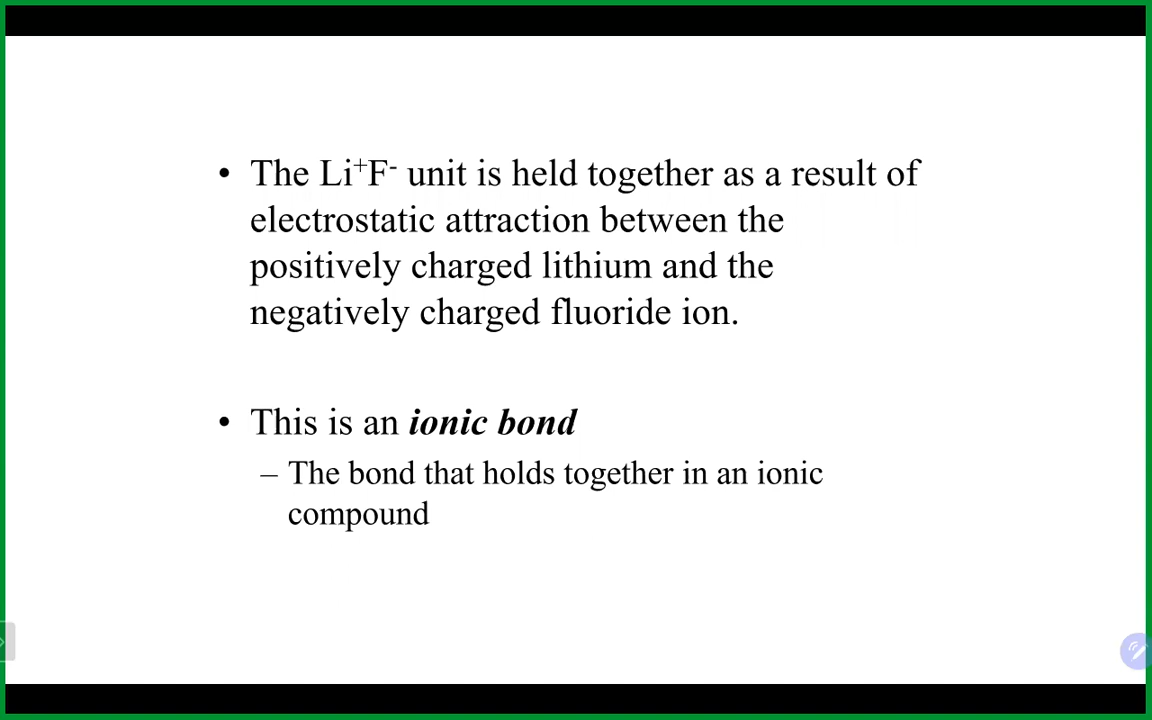 • The Li⁺F⁻ unit is held together as a result of
electrostatic attraction between the
positively charged lithium and the
negatively charged fluoride ion.
• This is an ionic bond
– The bond that holds together in an ionic
compound